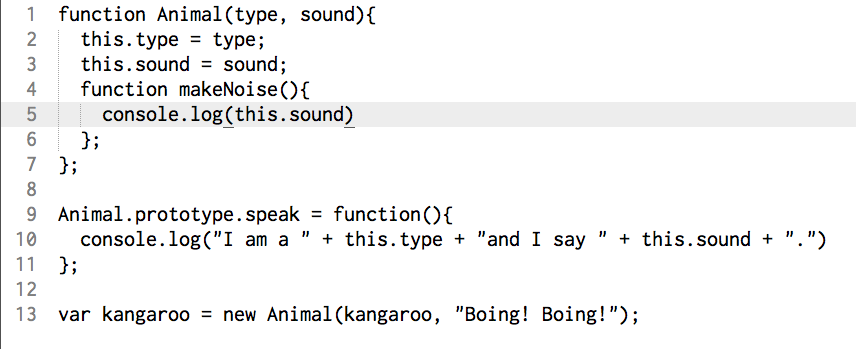 1 function Animal(type, sound){
2   this.type = type;
3   this.sound = sound;
4   function makeNoise(){
5     console.log(this.sound)
6   };
7 };
8
9 Animal.prototype.speak = function(){
10   console.log("I am a " + this.type + "and I say " + this.sound + ".")
11 };
12
13 var kangaroo = new Animal(kangaroo, "Boing! Boing!");